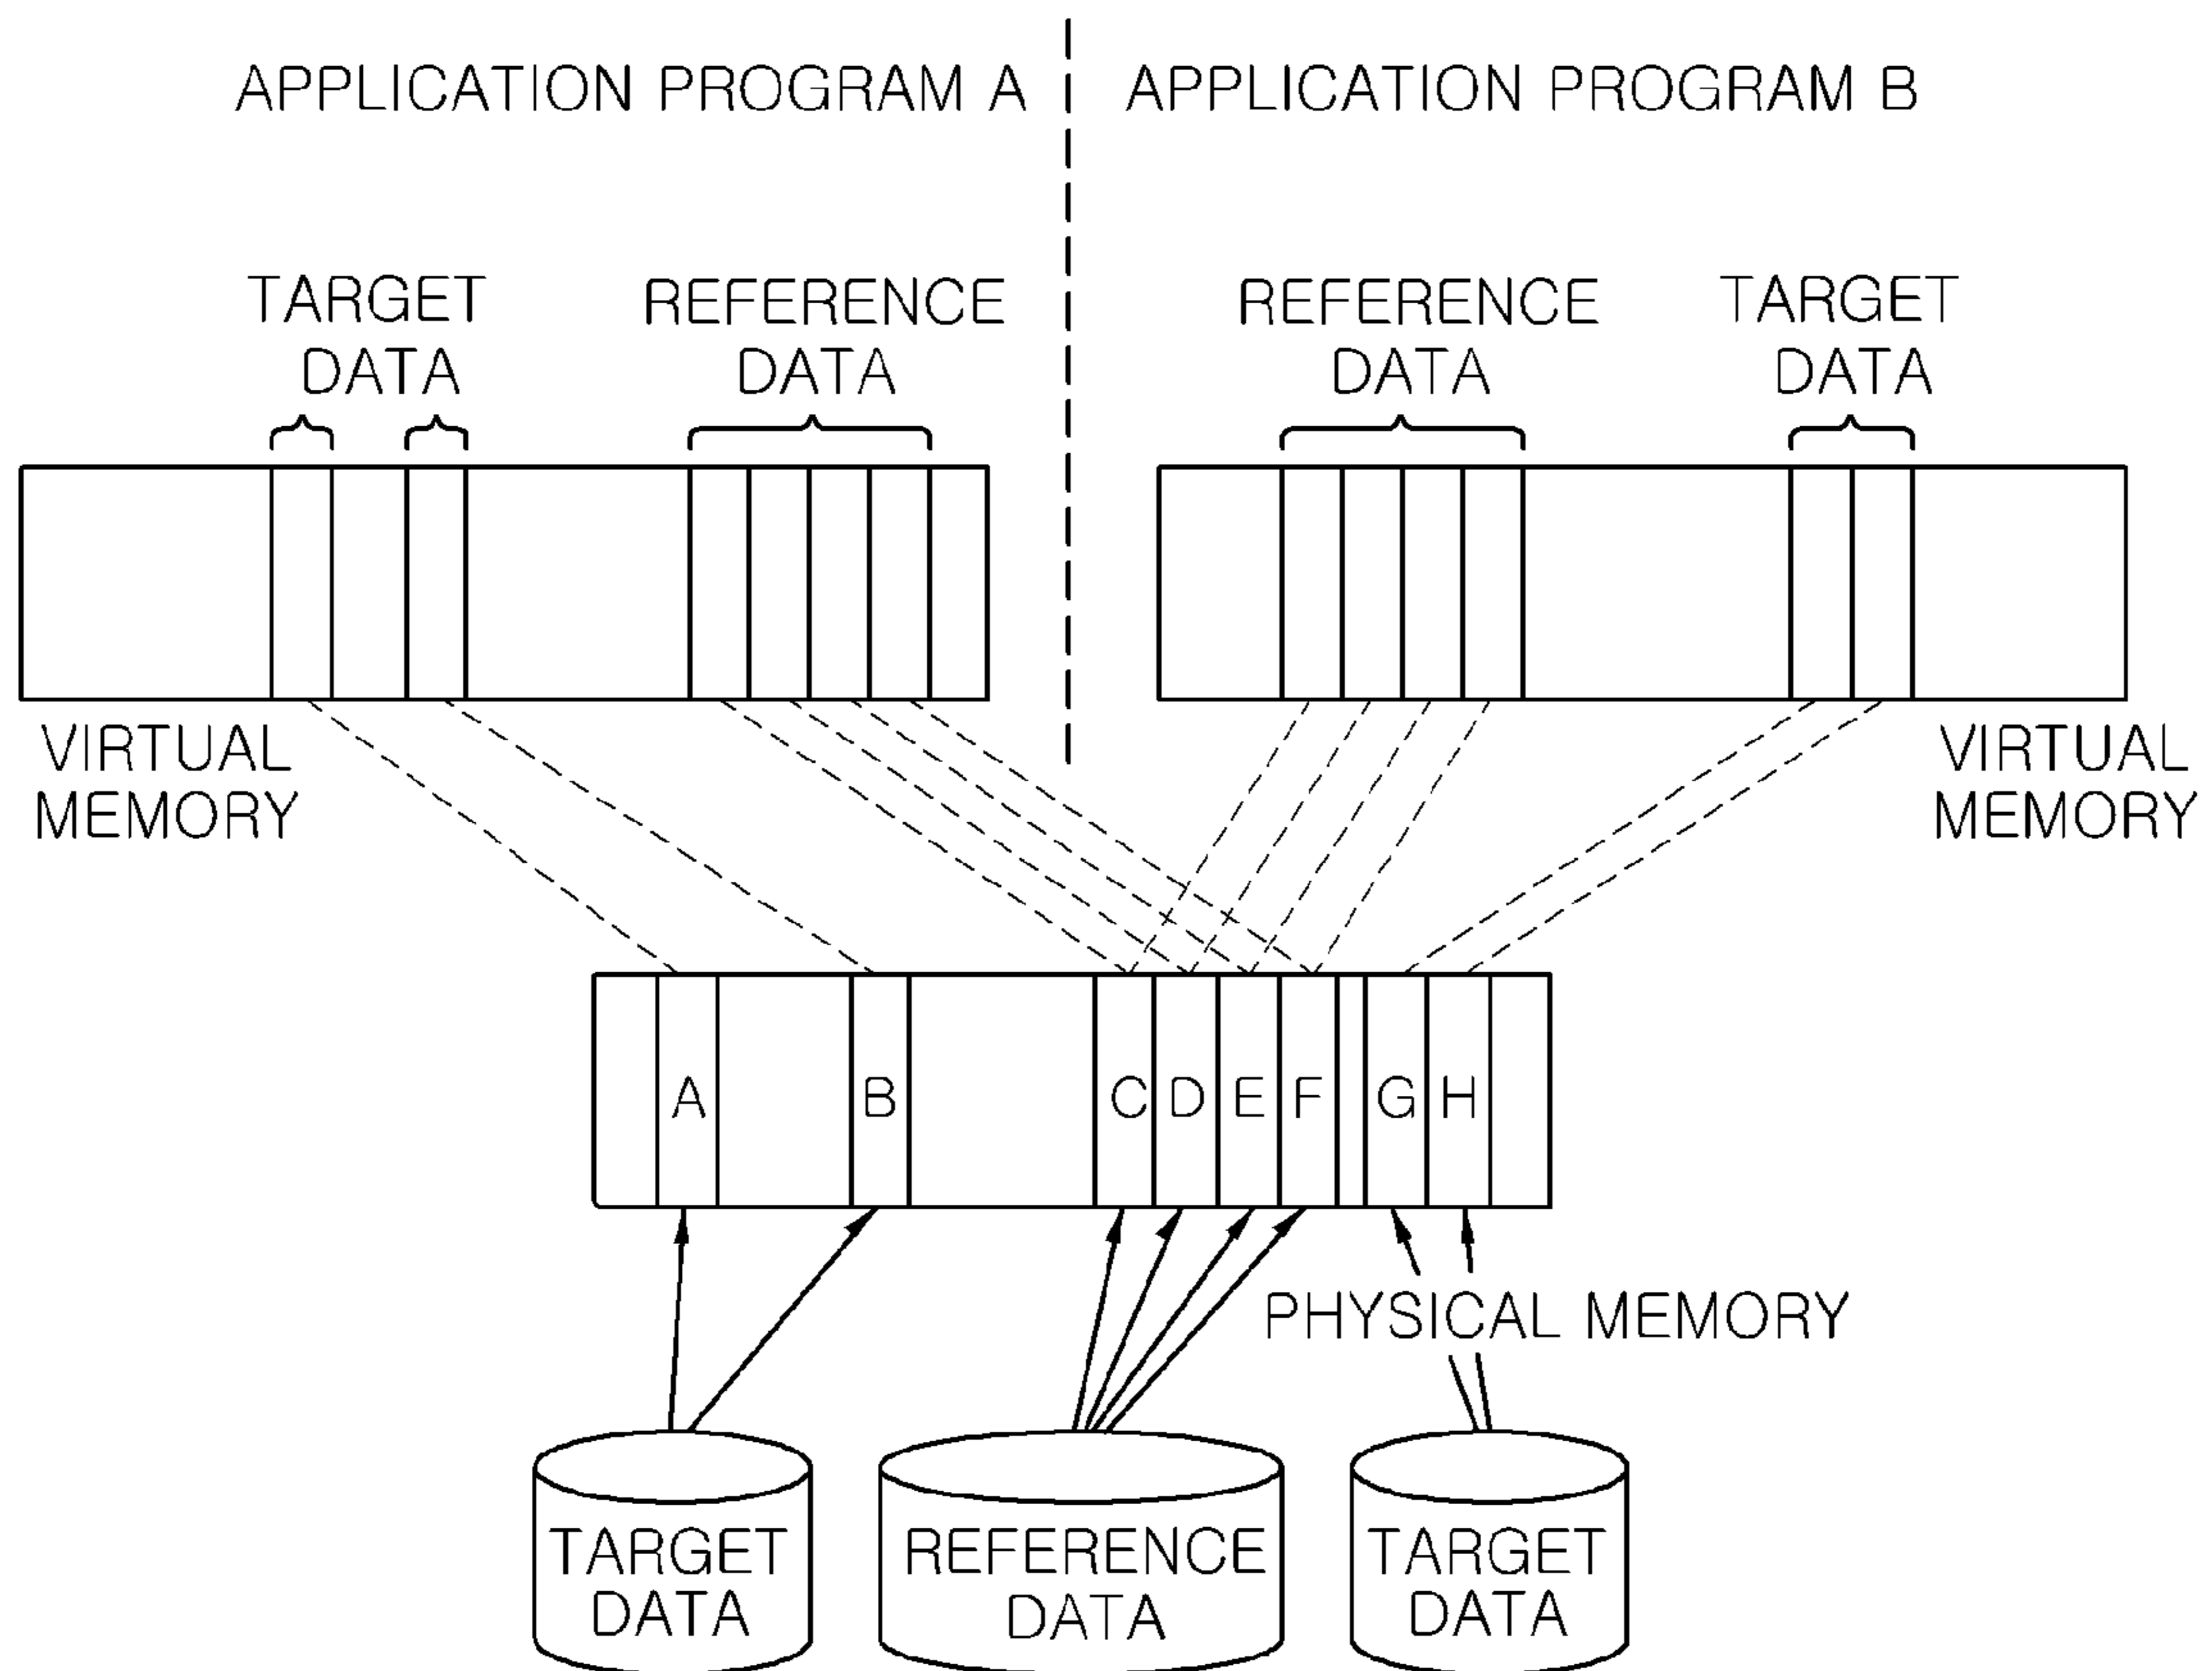 APPLICATION PROGRAM A
APPLICATION PROGRAM B
TARGET
DATA
REFERENCE
DATA
REFERENCE
DATA
TARGET
DATA
VIRTUAL
MEMORY
VIRTUAL
MEMORY
A
B
C
D
E
F
G
H
PHYSICAL MEMORY
TARGET
DATA
REFERENCE
DATA
TARGET
DATA